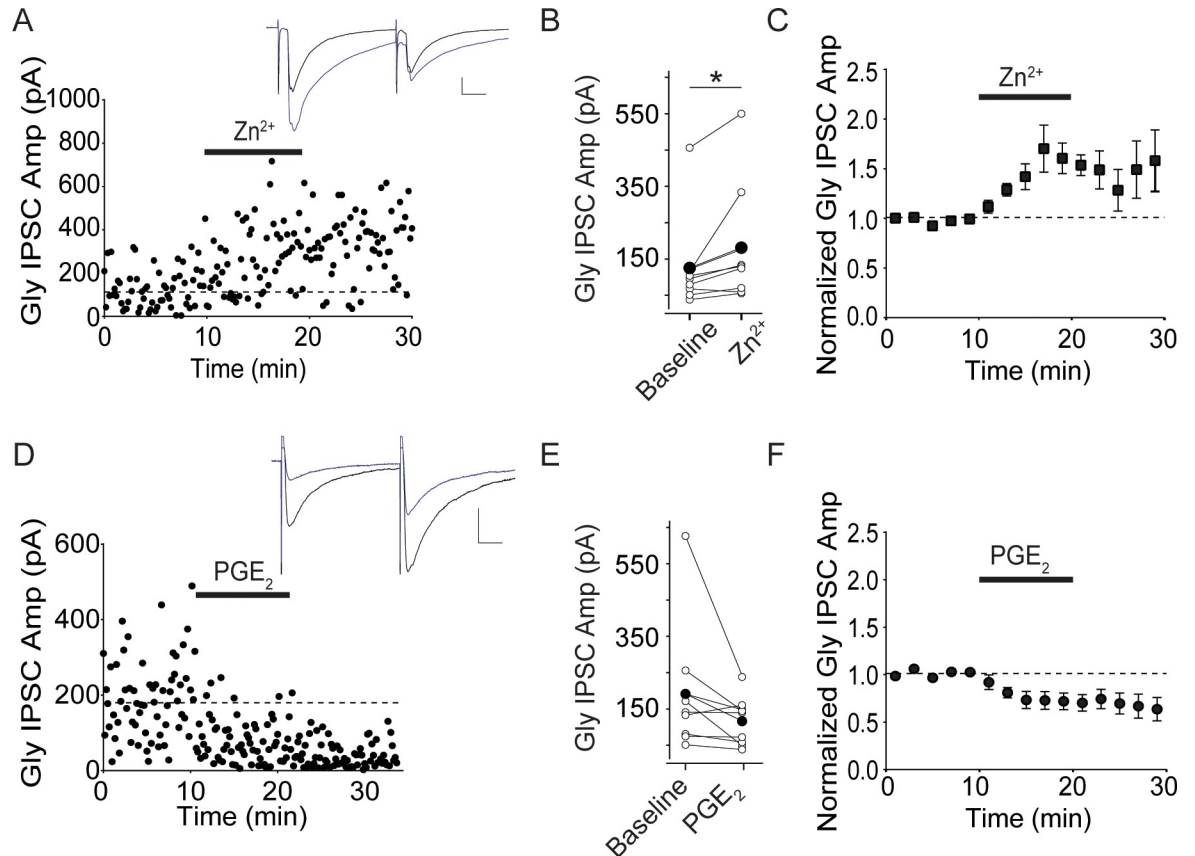 A
B
C
Gly IPSC Amp (pA)
1000
800
600
400
200
0
Zn²⁺
0 10 20 30
Time (min)
Gly IPSC Amp (pA)
550
350
150
*
Baseline Zn²⁺
Normalized Gly IPSC Amp
2.5
2.0
1.5
1.0
0.5
0.0
Zn²⁺
0 10 20 30
Time (min)
D
E
F
Gly IPSC Amp (pA)
600
400
200
0
PGE₂
0 10 20 30
Time (min)
Gly IPSC Amp (pA)
550
350
150
Baseline PGE₂
Normalized Gly IPSC Amp
2.5
2.0
1.5
1.0
0.5
0.0
PGE₂
0 10 20 30
Time (min)